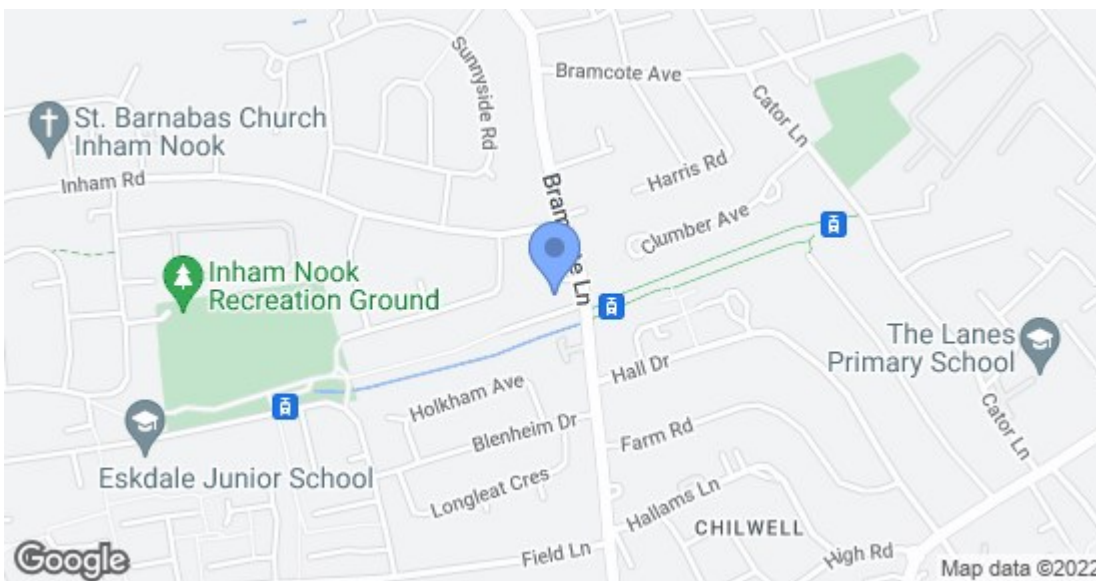 Bramcote Ave
Sunnyside Rd
Cator Ln
St. Barnabas Church
Inham Nook
Harris Rd
Inham Rd
Clumber Ave
Inham Nook
Recreation Ground
The Lanes
Primary School
Hall Dr
Holkham Ave
Blenheim Dr
Farm Rd
Cator Ln
Eskdale Junior School
Longleat Cres
Hallams Ln
CHILWELL
Field Ln
High Rd
Google
Map data ©2022